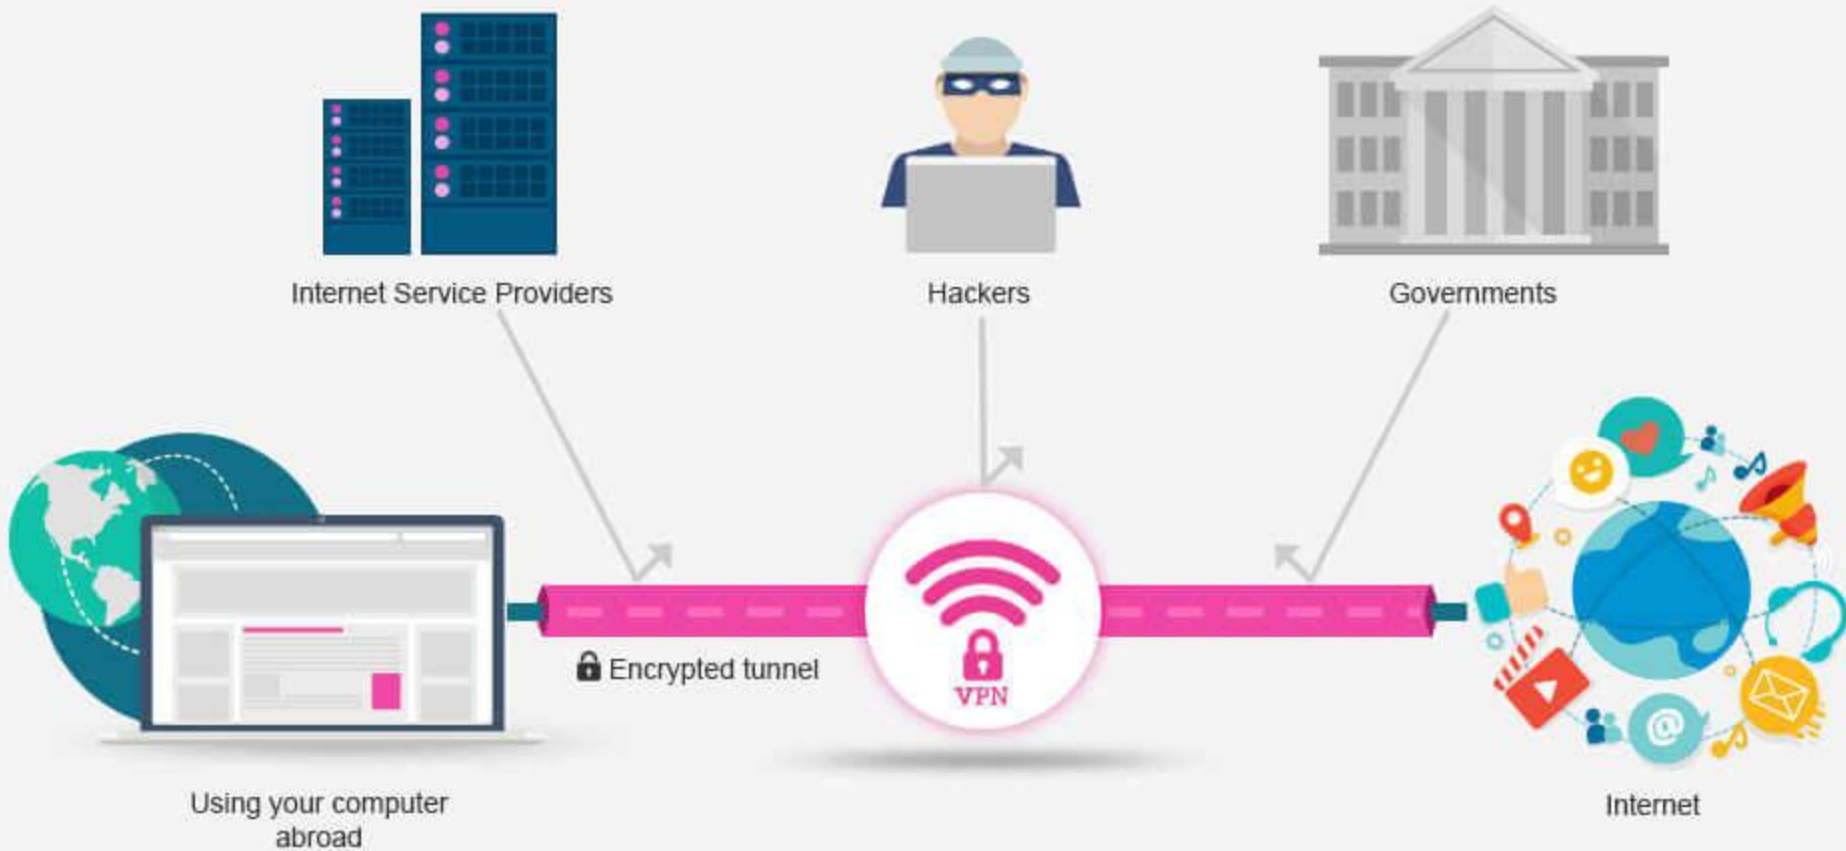 Internet Service Providers
Hackers
Governments
Encrypted tunnel
VPN
@
Using your computer
abroad
Internet